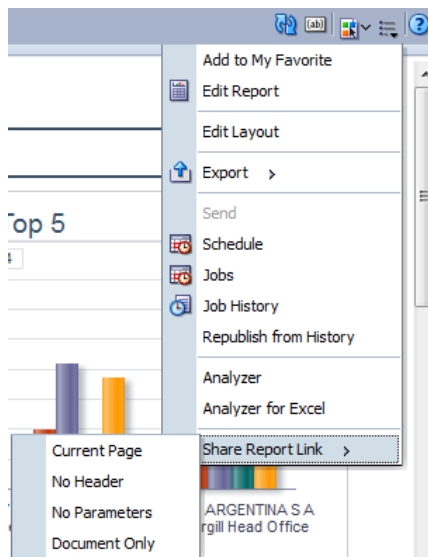 [ab]
?
Add to My Favorite
Edit Report
Edit Layout
Export >
Send
Top 5
Schedule
4
Jobs
Job History
Republish from History
Analyzer
Analyzer for Excel
Share Report Link >
Current Page
No Header
No Parameters
Document Only
ARGENTINA S A
rgill Head Office